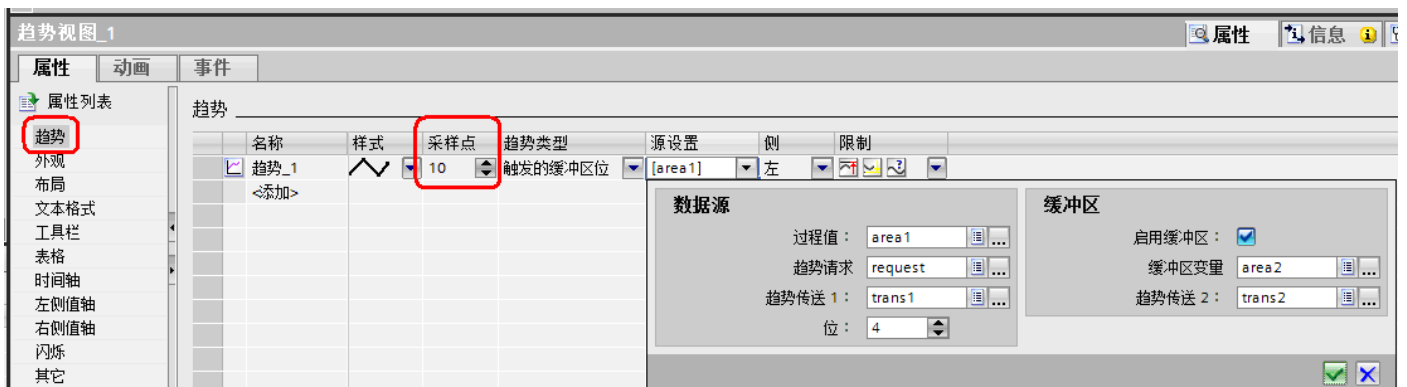 趋势视图_1
属性 信息
属性 动画 事件
属性列表
趋势
外观
布局
文本格式
工具栏
表格
时间轴
左侧值轴
右侧值轴
闪烁
其它
趋势
名称 样式 采样点 趋势类型 源设置 侧 限制
趋势_1 10 触发的缓冲区位 [area1] 左
<添加>
数据源
过程值： area1 ...
趋势请求 request ...
趋势传送 1： trans1 ...
位： 4
缓冲区
启用缓冲区：
缓冲区变量 area2 ...
趋势传送 2： trans2 ...